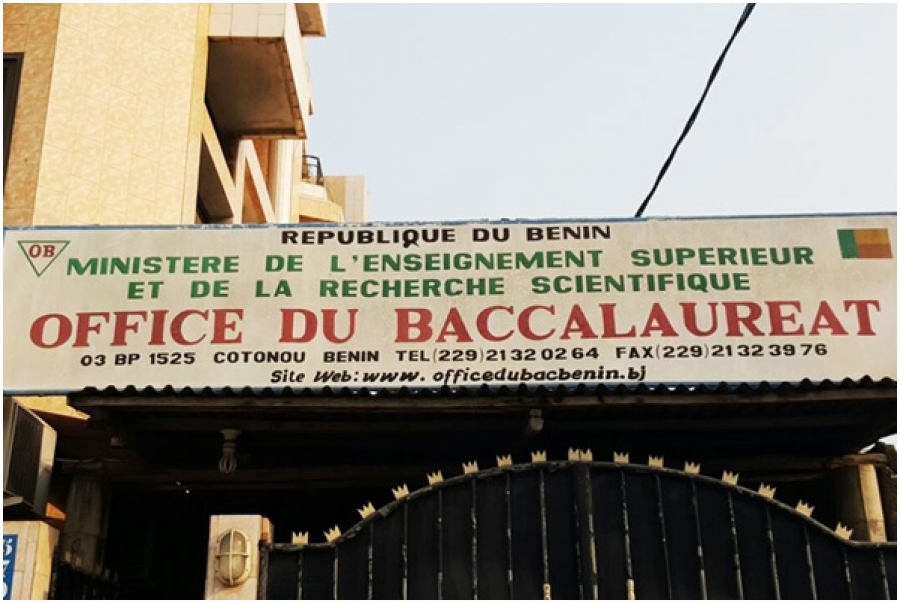 REPUBLIQUE DU BENIN
OB
MINISTERE DE L'ENSEIGNEMENT SUPERIEUR
ET DE LA RECHERCHE SCIENTIFIQUE
OFFICE DU BACCALAUREAT
03 BP 1525 COTONOU BENIN TEL(229)21320264 FAX(229)21323976
Site Web:www.officedubacbenin.bj